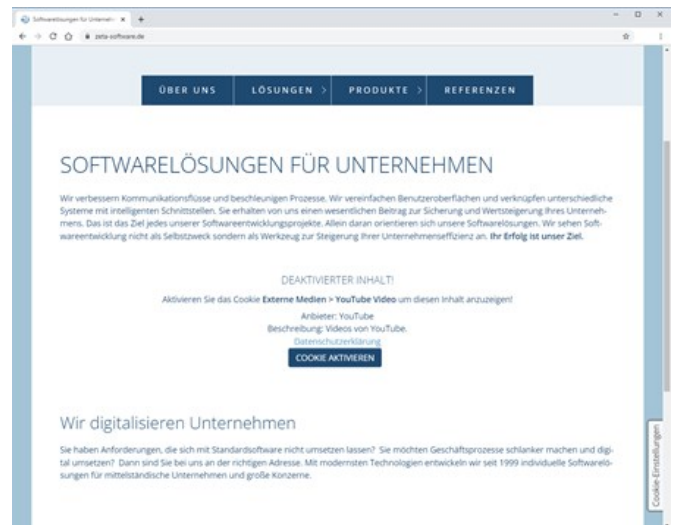 Softwarelösungen für Unterneh
zeta-software.de
ÜBER UNS LÖSUNGEN > PRODUKTE > REFERENZEN
SOFTWARELÖSUNGEN FÜR UNTERNEHMEN
Wir verbessern Kommunikationsflüsse und beschleunigen Prozesse. Wir vereinfachen Benutzeroberflächen und verknüpfen unterschiedliche
Systeme mit intelligenten Schnittstellen. Sie erhalten von uns einen wesentlichen Beitrag zur Sicherung und Wertsteigerung Ihres Unterneh-
mens. Das ist das Ziel jedes unserer Softwareentwicklungsprojekte. Allein daran orientieren sich unsere Softwarelösungen. Wir sehen Soft-
wareentwicklung nicht als Selbstzweck sondern als Werkzeug zur Steigerung Ihrer Unternehmenseffizienz an. Ihr Erfolg ist unser Ziel.
DEAKTIVIERTER INHALT!
Aktivieren Sie das Cookie Externe Medien > YouTube Video um diesen Inhalt anzuzeigen!
Anbieter: YouTube
Beschreibung: Videos von YouTube.
Datenschutzerklärung
COOKIE AKTIVIEREN
Wir digitalisieren Unternehmen
Sie haben Anforderungen, die sich mit Standardsoftware nicht umsetzen lassen? Sie möchten Geschäftsprozesse schlanker machen und digi-
tal umsetzen? Dann sind Sie bei uns an der richtigen Adresse. Mit modernsten Technologien entwickeln wir seit 1999 individuelle Softwarelö-
sungen für mittelständische Unternehmen und große Konzerne.
Cookie-Einstellungen